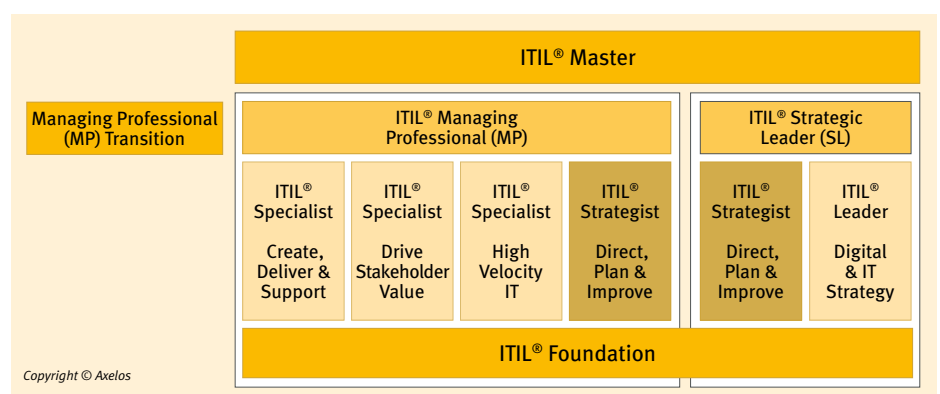 ITIL® Master
Managing Professional
(MP) Transition
ITIL® Managing
Professional (MP)
ITIL® Strategic
Leader (SL)
ITIL®
Specialist
Create,
Deliver &
Support
ITIL®
Specialist
Drive
Stakeholder
Value
ITIL®
Specialist
High
Velocity
IT
ITIL®
Strategist
Direct,
Plan &
Improve
ITIL®
Strategist
Direct,
Plan &
Improve
ITIL®
Leader
Digital
& IT
Strategy
ITIL® Foundation
Copyright © Axelos